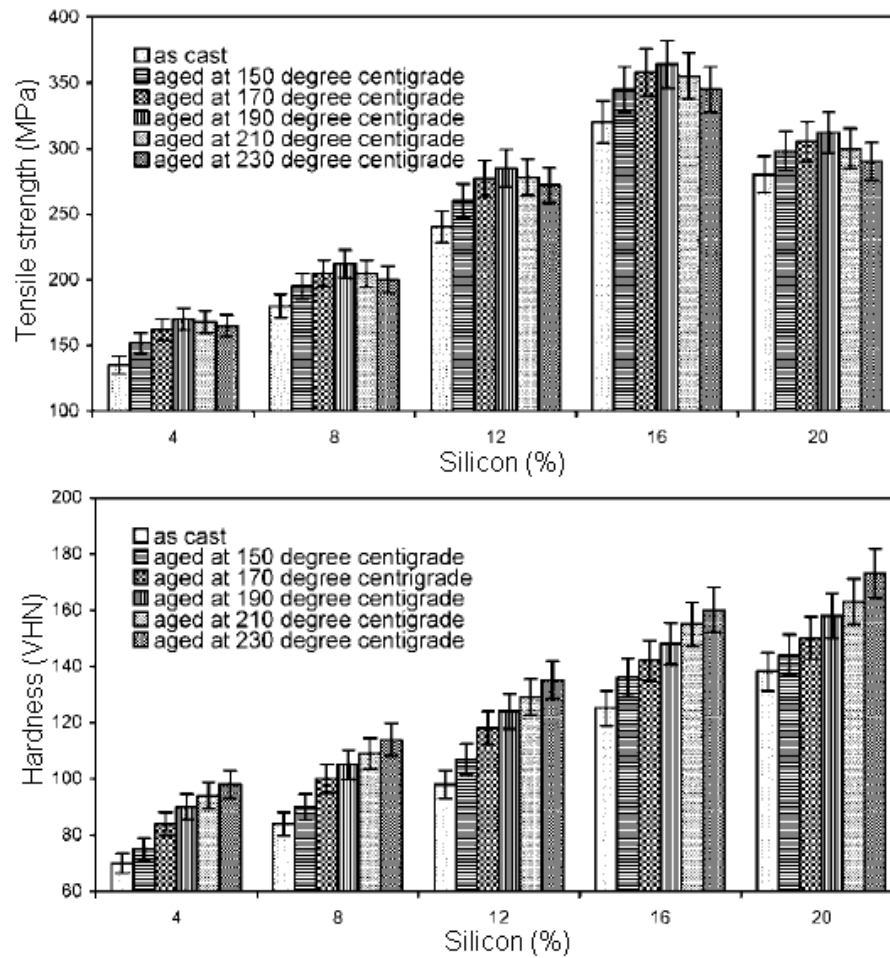 400
350
300
250
200
150
100
Tensile strength (MPa)
as cast
aged at 150 degree centigrade
aged at 170 degree centigrade
aged at 190 degree centigrade
aged at 210 degree centigrade
aged at 230 degree centigrade
4 8 12 16 20
Silicon (%)
200
180
160
140
120
100
80
60
Hardness (VHN)
as cast
aged at 150 degree centigrade
aged at 170 degree centrigrade
aged at 190 degree centigrade
aged at 210 degree centigrade
aged at 230 degree centigrade
4 8 12 16 20
Silicon (%)